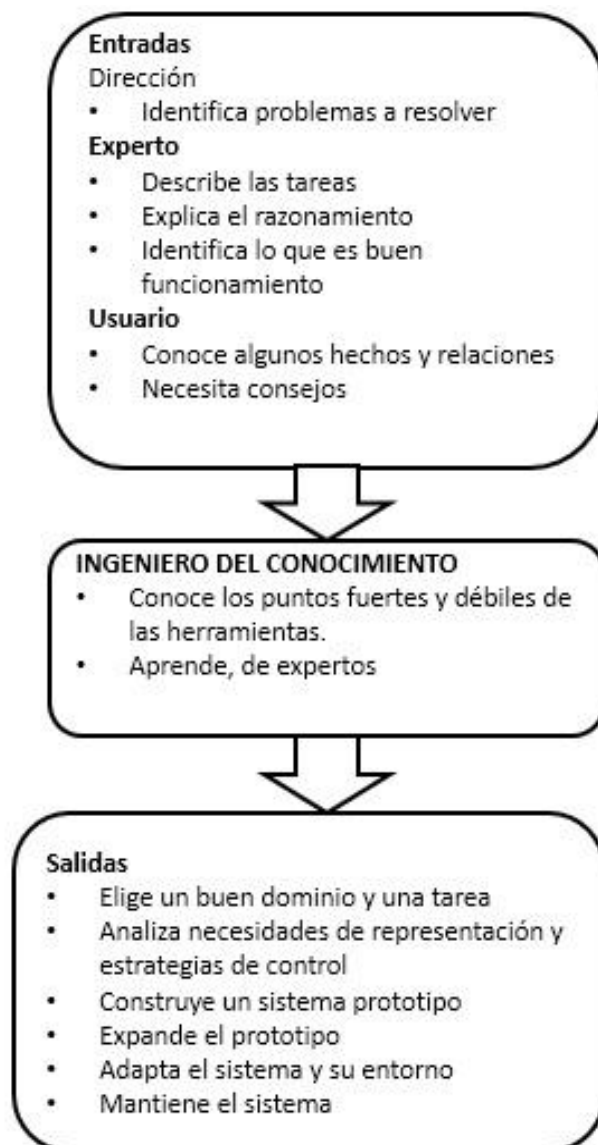 Entradas
Dirección
• Identifica problemas a resolver
Experto
• Describe las tareas
• Explica el razonamiento
• Identifica lo que es buen
funcionamiento
Usuario
• Conoce algunos hechos y relaciones
• Necesita consejos
INGENIERO DEL CONOCIMIENTO
• Conoce los puntos fuertes y débiles de
las herramientas.
• Aprende, de expertos
Salidas
• Elige un buen dominio y una tarea
• Analiza necesidades de representación y
estrategias de control
• Construye un sistema prototipo
• Expande el prototipo
• Adapta el sistema y su entorno
• Mantiene el sistema